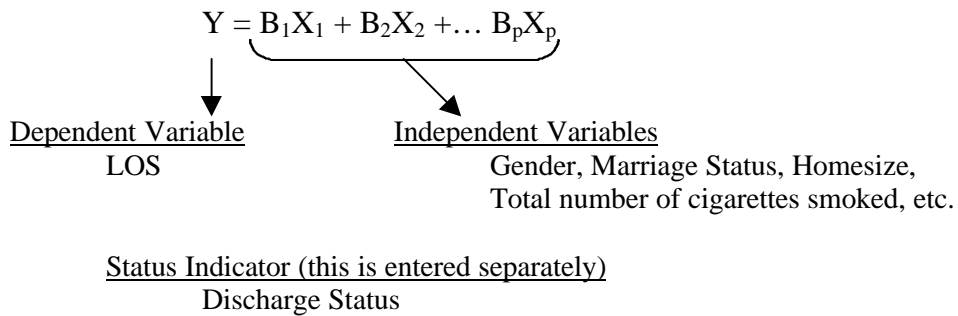 Y = B₁X₁ + B₂X₂ +… BₚXₚ
Dependent Variable Independent Variables
LOS Gender, Marriage Status, Homesize,
Total number of cigarettes smoked, etc.
Status Indicator (this is entered separately)
Discharge Status